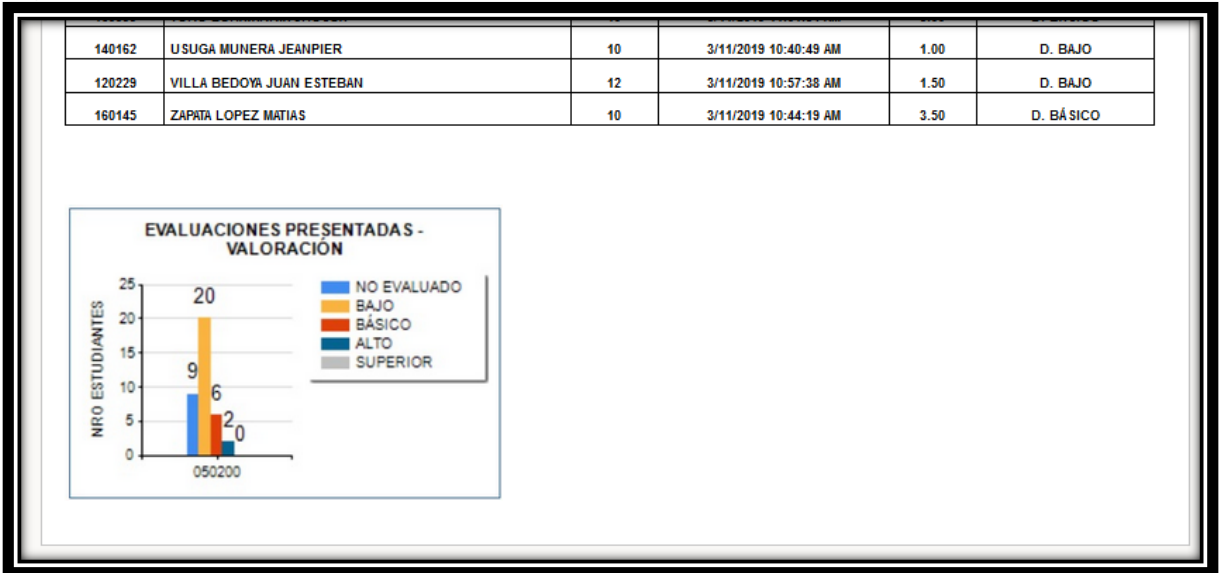 140162 USUGA MUNERA JEANPIER 10 3/11/2019 10:40:49 AM 1.00 D. BAJO
120229 VILLA BEDOYA JUAN ESTEBAN 12 3/11/2019 10:57:38 AM 1.50 D. BAJO
160145 ZAPATA LOPEZ MATIAS 10 3/11/2019 10:44:19 AM 3.50 D. BÁSICO
EVALUACIONES PRESENTADAS -
VALORACIÓN
NRO ESTUDIANTES
25
20
15
10
5
0
20
9
6
2
0
050200
NO EVALUADO
BAJO
BÁSICO
ALTO
SUPERIOR